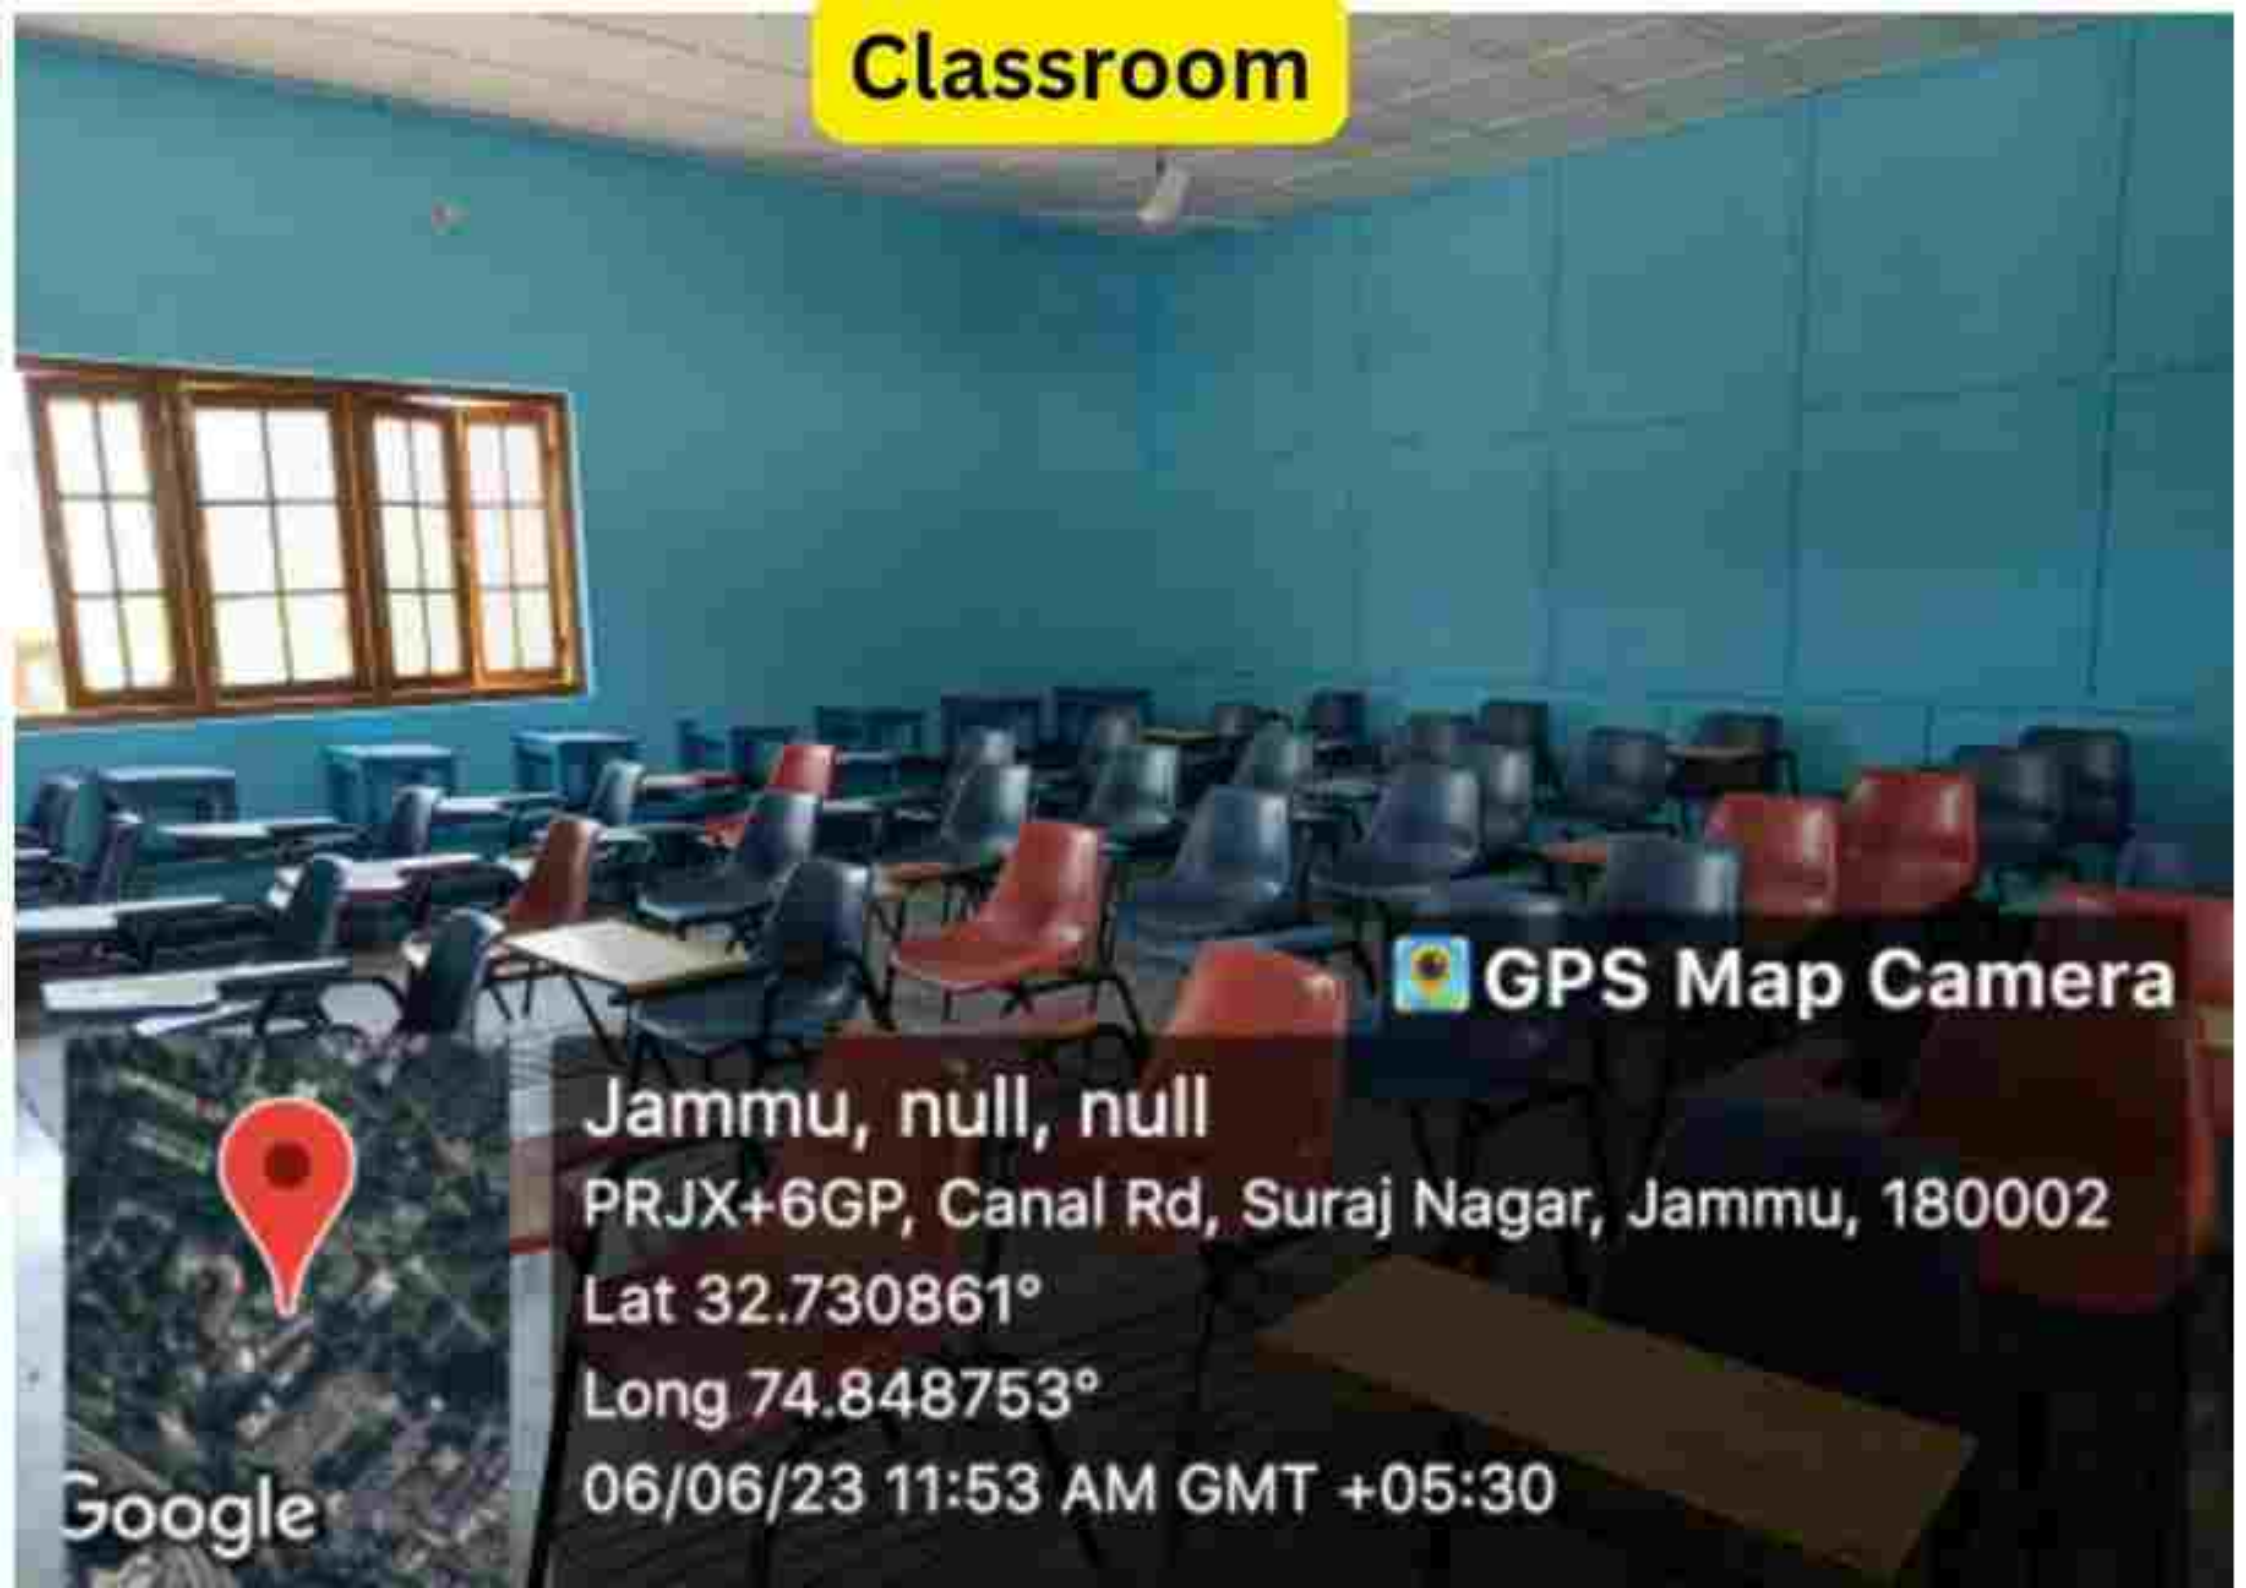 Classroom
GPS Map Camera
Jammu, null, null
PRJX+6GP, Canal Rd, Suraj Nagar, Jammu, 180002
Lat 32.730861°
Long 74.848753°
06/06/23 11:53 AM GMT +05:30
Google